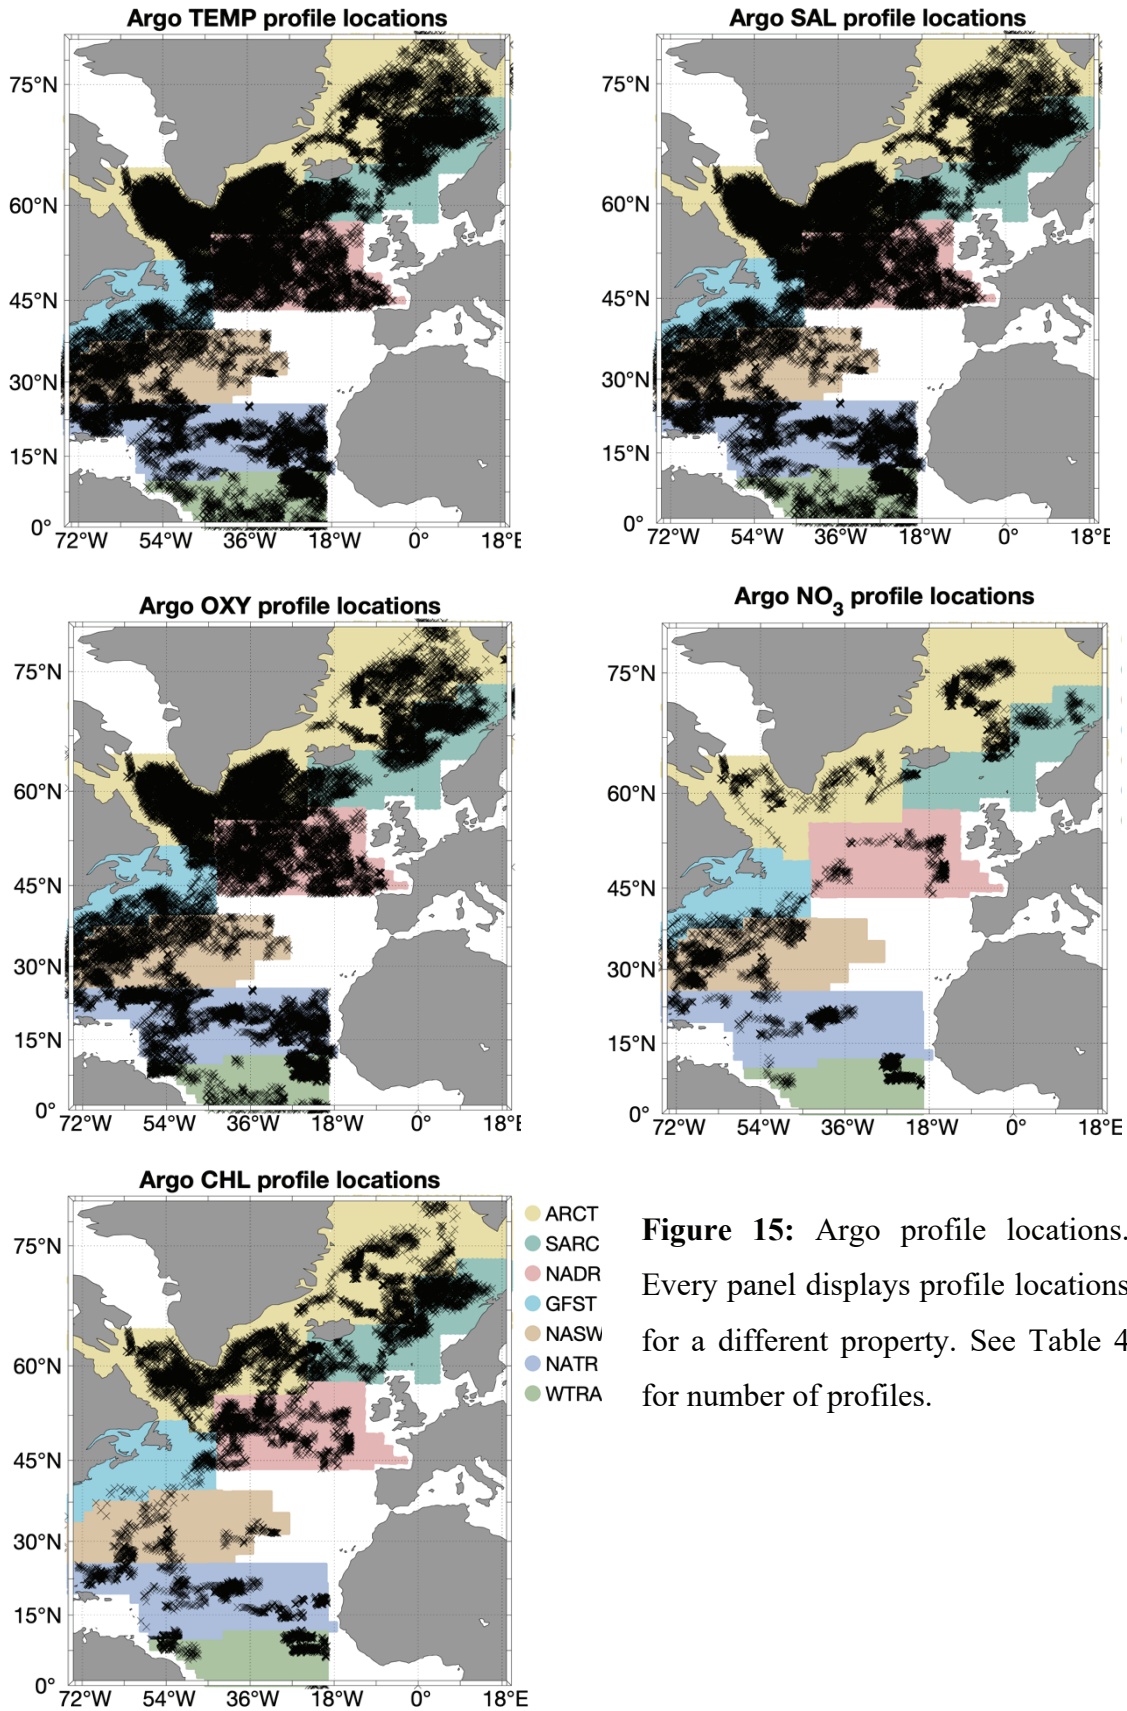 Argo TEMP profile locations
75°N
60°N
45°N
30°N
15°N
0°
72°W 54°W 36°W 18°W 0° 18°E
Argo SAL profile locations
75°N
60°N
45°N
30°N
15°N
0°
72°W 54°W 36°W 18°W 0° 18°E
Argo OXY profile locations
75°N
60°N
45°N
30°N
15°N
0°
72°W 54°W 36°W 18°W 0° 18°E
Argo NO3 profile locations
75°N
60°N
45°N
30°N
15°N
0°
72°W 54°W 36°W 18°W 0° 18°E
Argo CHL profile locations
75°N
60°N
45°N
30°N
15°N
0°
72°W 54°W 36°W 18°W 0° 18°E
ARCT
SARC
NADR
GFST
NASW
NATR
WTRA
Figure 15: Argo profile locations.
Every panel displays profile locations
for a different property. See Table 4
for number of profiles.